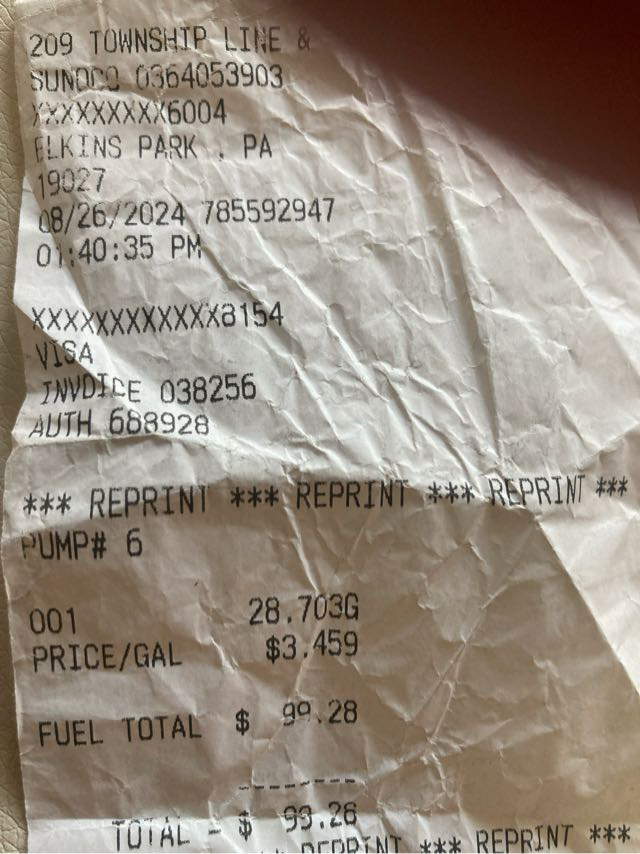 209 TOWNSHIP LINE &
SUNOCO 0364053903
XXXXXXXXX6004
ELKINS PARK , PA
19027
08/26/2024 785592947
01:40:35 PM
XXXXXXXXXXXX8154
VISA
INVOICE 038256
AUTH 688928
*** REPRINT *** REPRINT *** REPRINT ***
PUMP# 6
001 28.703G
PRICE/GAL $3.459
FUEL TOTAL $ 99.28
--------
TOTAL = $ 99.28
*** REPRINT *** REPRINT ***